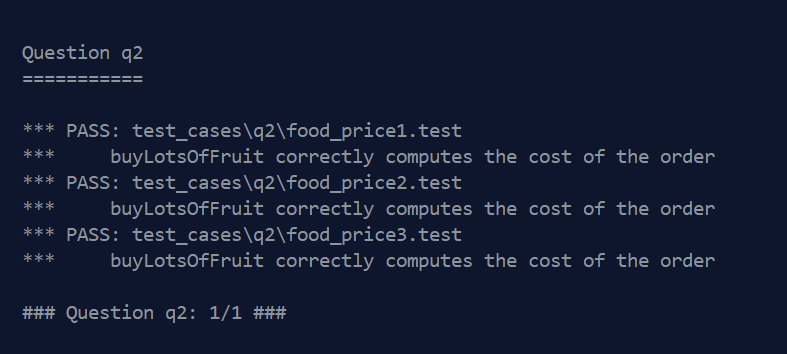 Question q2
===========
*** PASS: test_cases\q2\food_price1.test
***     buyLotsOfFruit correctly computes the cost of the order
*** PASS: test_cases\q2\food_price2.test
***     buyLotsOfFruit correctly computes the cost of the order
*** PASS: test_cases\q2\food_price3.test
***     buyLotsOfFruit correctly computes the cost of the order
### Question q2: 1/1 ###